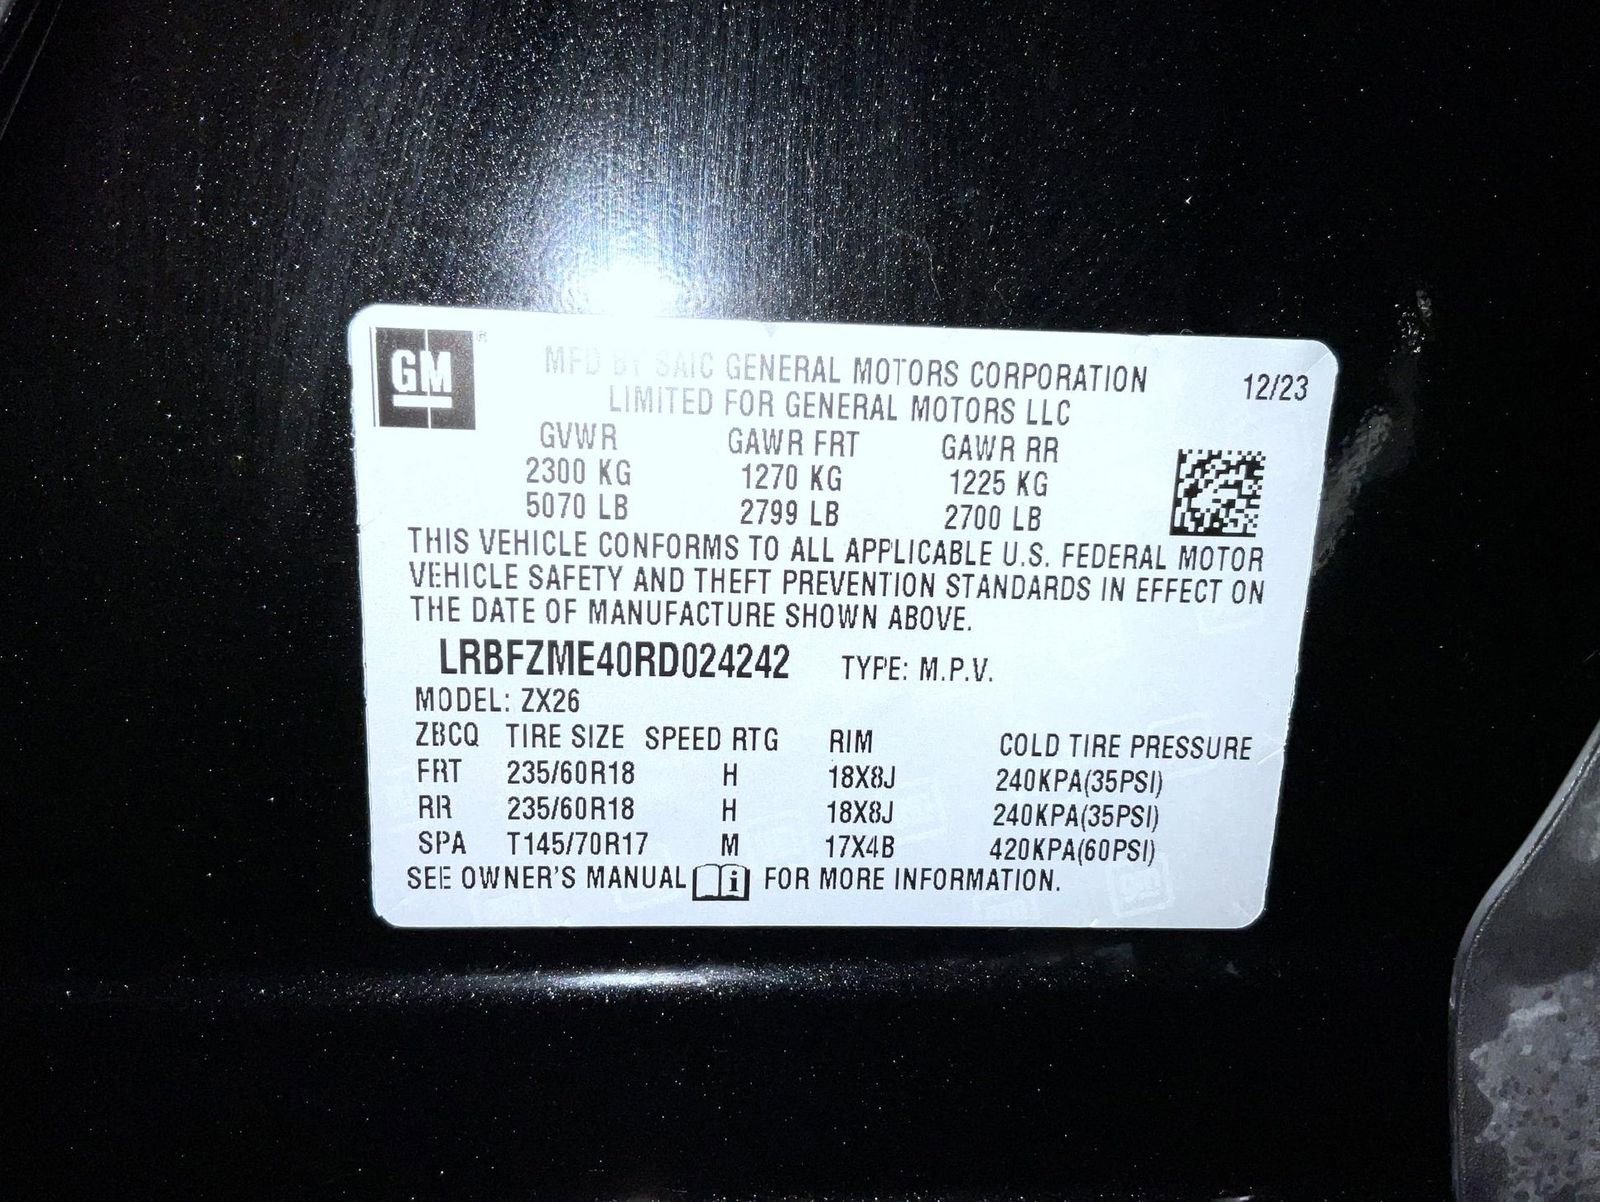 GM
MFD BY SAIC GENERAL MOTORS CORPORATION
LIMITED FOR GENERAL MOTORS LLC
12/23
GVWR GAWR FRT GAWR RR
2300 KG 1270 KG 1225 KG
5070 LB 2799 LB 2700 LB
THIS VEHICLE CONFORMS TO ALL APPLICABLE U.S. FEDERAL MOTOR
VEHICLE SAFETY AND THEFT PREVENTION STANDARDS IN EFFECT ON
THE DATE OF MANUFACTURE SHOWN ABOVE.
LRBFZME40RD024242 TYPE: M.P.V.
MODEL: ZX26
ZBCQ TIRE SIZE SPEED RTG RIM COLD TIRE PRESSURE
FRT 235/60R18 H 18X8J 240KPA(35PSI)
RR 235/60R18 H 18X8J 240KPA(35PSI)
SPA T145/70R17 M 17X4B 420KPA(60PSI)
SEE OWNER'S MANUAL i FOR MORE INFORMATION.